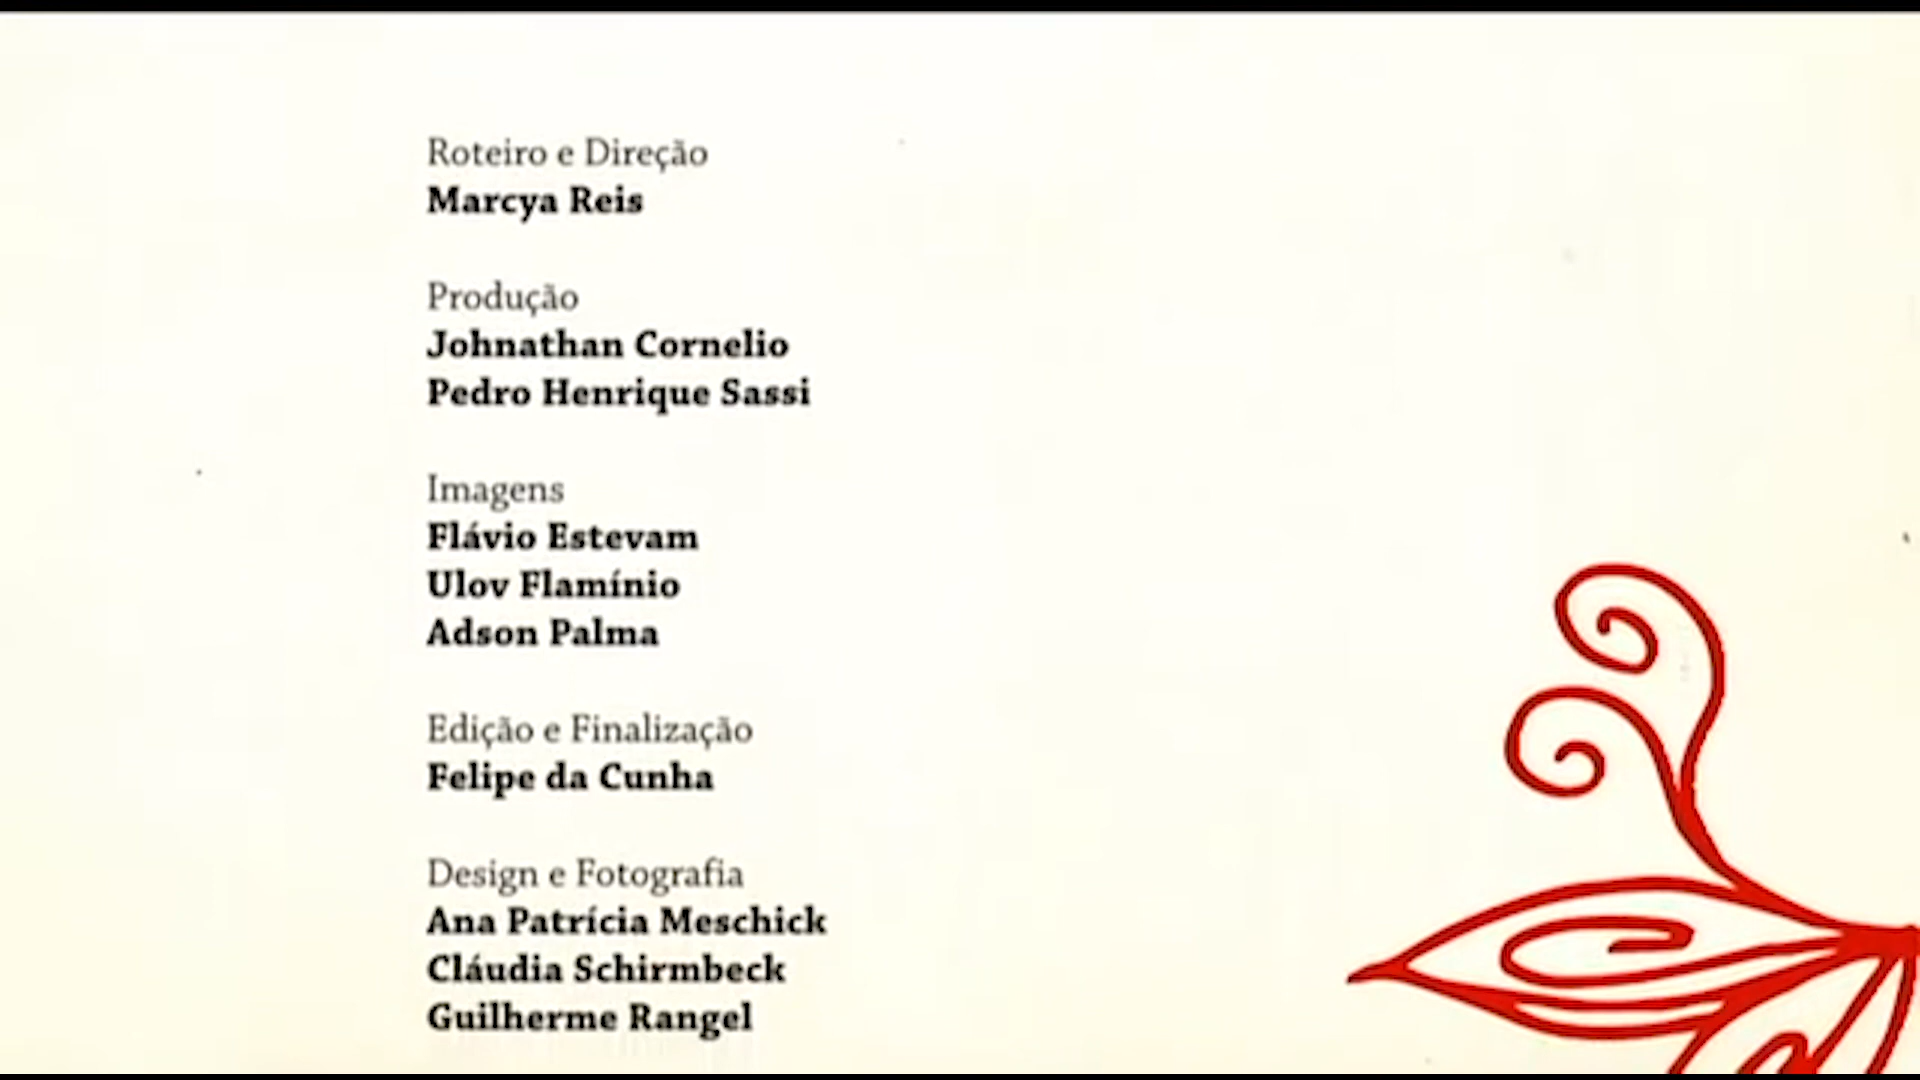 Roteiro e Direção
Marcya Reis
Produção
Johnathan Cornelio
Pedro Henrique Sassi
Imagens
Flávio Estevam
Ulov Flamínio
Adson Palma
Edição e Finalização
Felipe da Cunha
Design e Fotografia
Ana Patrícia Meschick
Cláudia Schirmbeck
Guilherme Rangel